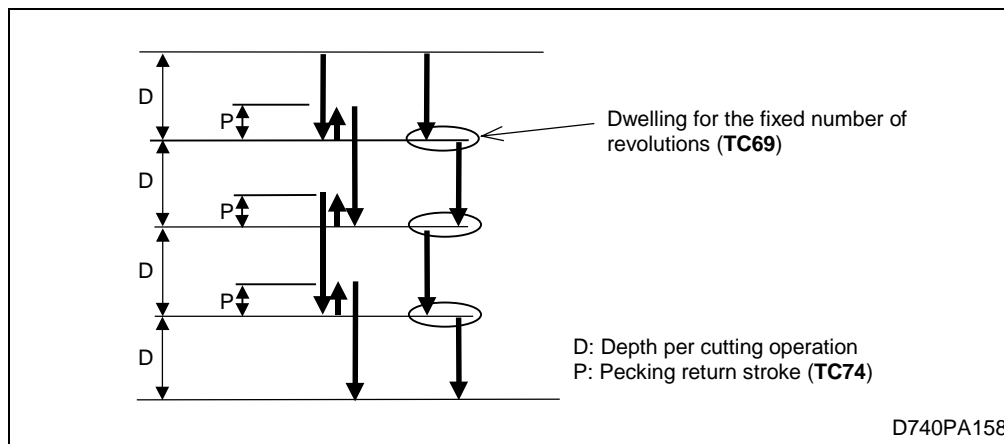 D
P
Dwelling for the fixed number of
revolutions (TC69)
D
P
D
P
D
D: Depth per cutting operation
P: Pecking return stroke (TC74)
D740PA158